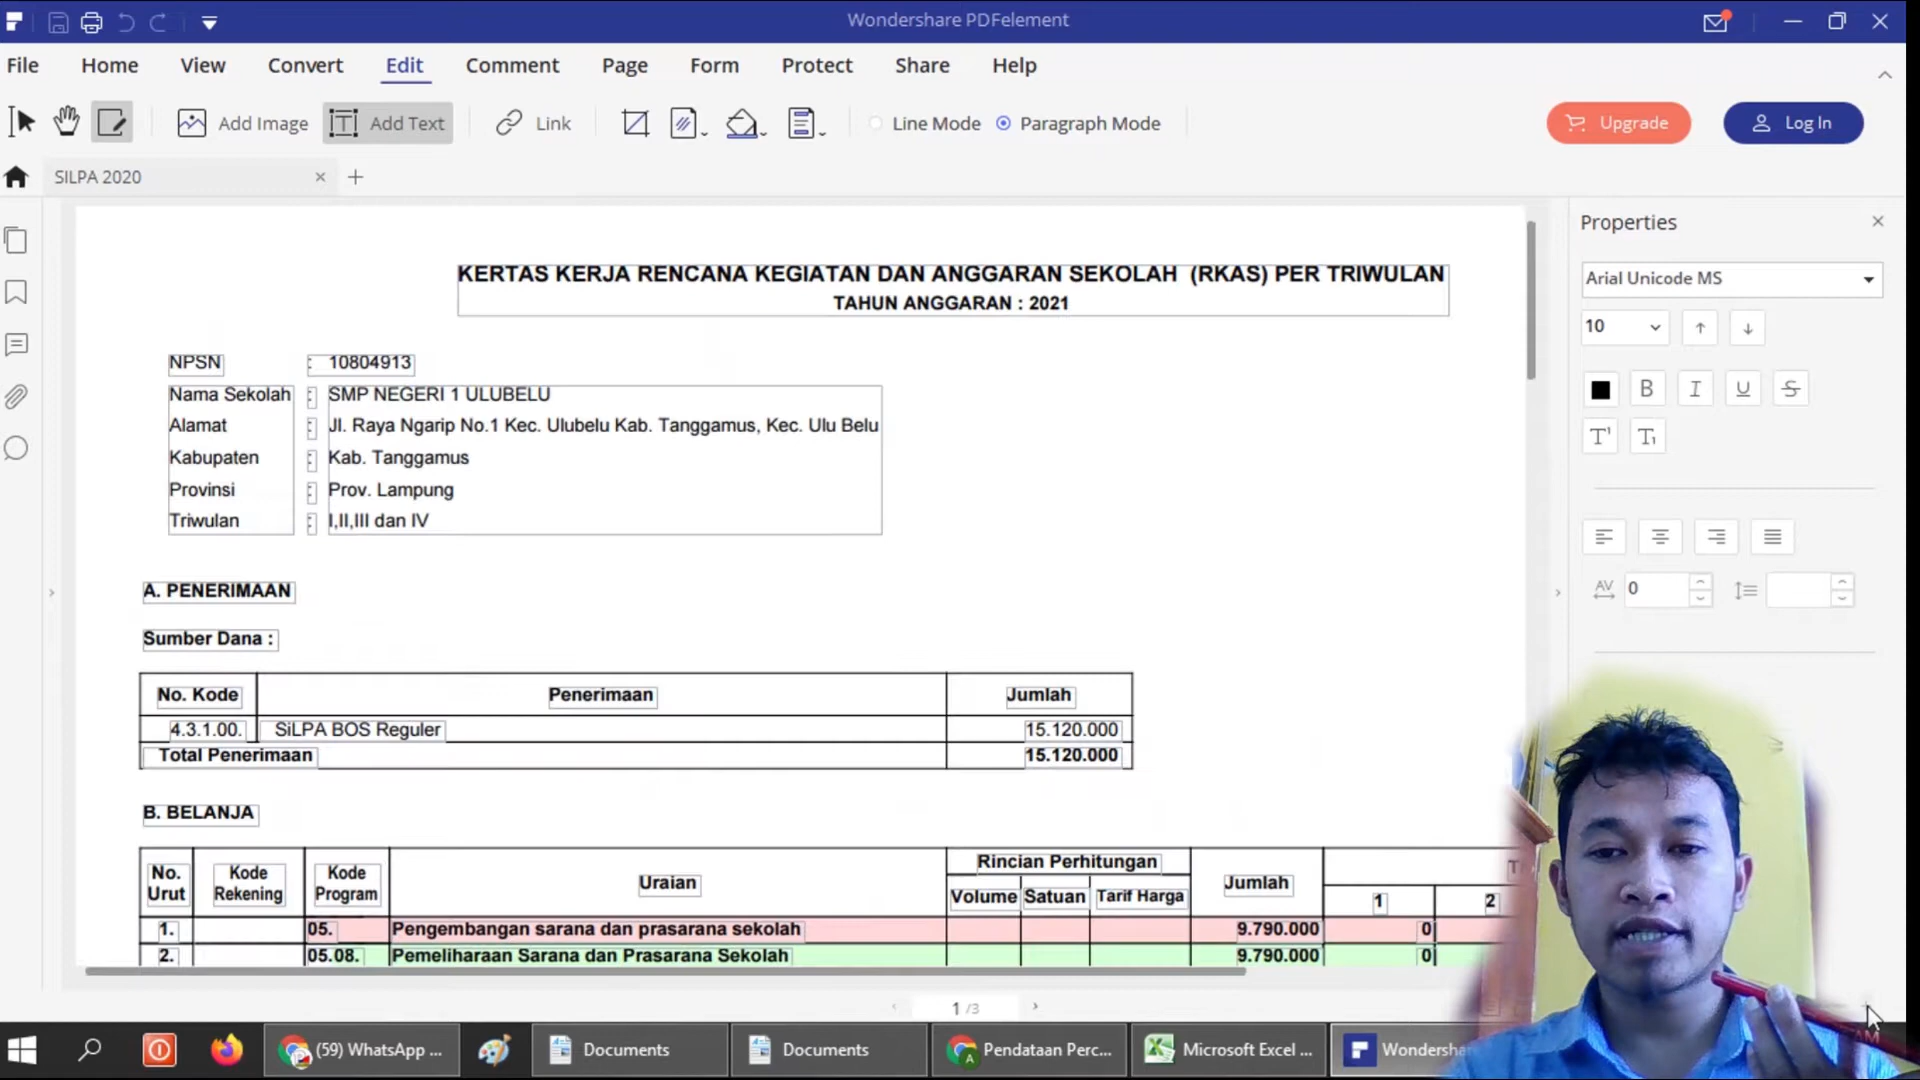 Wondershare PDFelement
File Home View Convert Edit Comment Page Form Protect Share Help
Add Image Add Text Link Line Mode Paragraph Mode Upgrade Log In
SILPA 2020
Properties
Arial Unicode MS
10
KERTAS KERJA RENCANA KEGIATAN DAN ANGGARAN SEKOLAH (RKAS) PER TRIWULAN
TAHUN ANGGARAN : 2021
NPSN : 10804913
Nama Sekolah : SMP NEGERI 1 ULUBELU
Alamat : Jl. Raya Ngarip No.1 Kec. Ulubelu Kab. Tanggamus, Kec. Ulu Belu
Kabupaten : Kab. Tanggamus
Provinsi : Prov. Lampung
Triwulan : I,II,III dan IV
0
A. PENERIMAAN
Sumber Dana :
No. Kode Penerimaan Jumlah
4.3.1.00. SiLPA BOS Reguler 15.120.000
Total Penerimaan 15.120.000
B. BELANJA
No. Urut Kode Rekening Kode Program Uraian Rincian Perhitungan Jumlah
Volume Satuan Tarif Harga 1 2
1. 05. Pengembangan sarana dan prasarana sekolah 9.790.000 0
2. 05.08. Pemeliharaan Sarana dan Prasarana Sekolah 9.790.000 0
1 /3
(59) WhatsApp ... Documents Documents Pendataan Perc... Microsoft Excel ... Wondersha